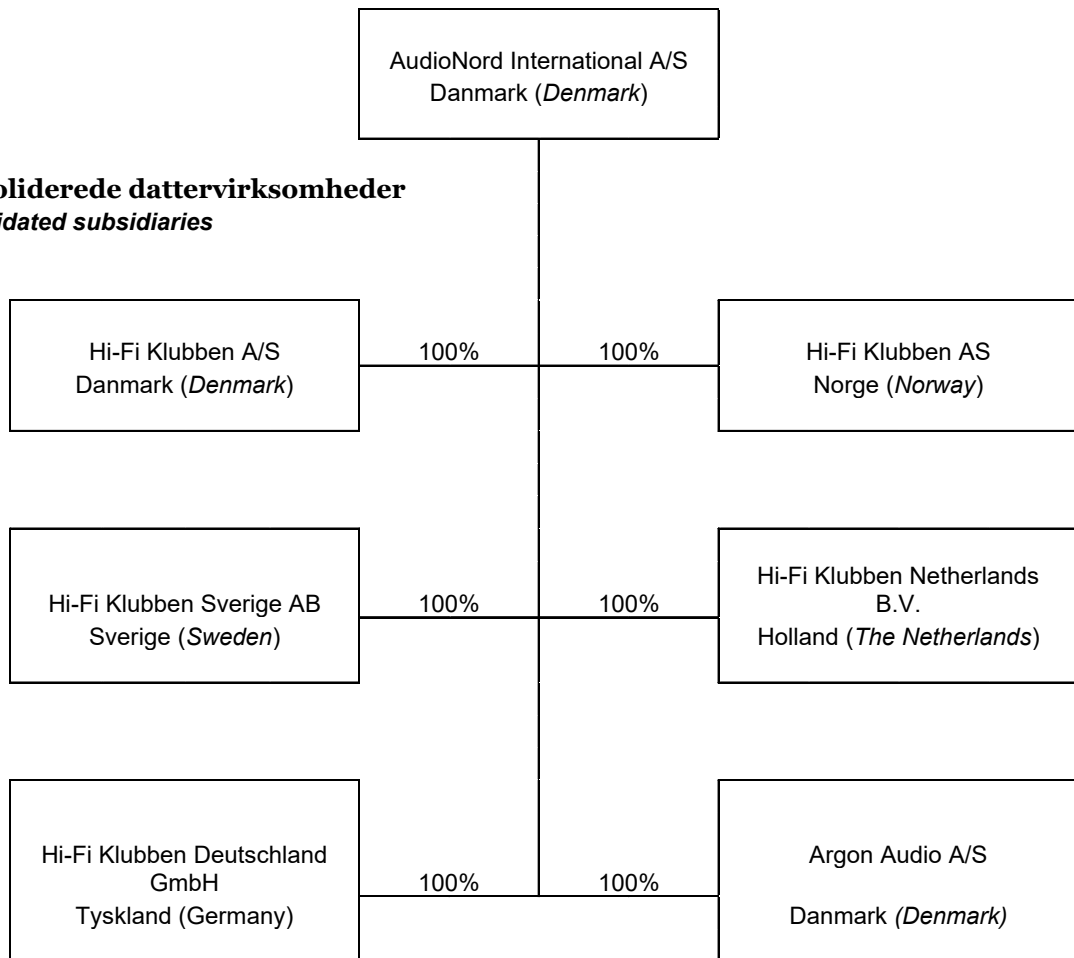 AudioNord International A/S
Danmark (Denmark)
oliderede dattervirksomheder
idated subsidiaries
Hi-Fi Klubben A/S
Danmark (Denmark)
100%
100%
Hi-Fi Klubben AS
Norge (Norway)
Hi-Fi Klubben Sverige AB
Sverige (Sweden)
100%
100%
Hi-Fi Klubben Netherlands
B.V.
Holland (The Netherlands)
Hi-Fi Klubben Deutschland
GmbH
Tyskland (Germany)
100%
100%
Argon Audio A/S
Danmark (Denmark)